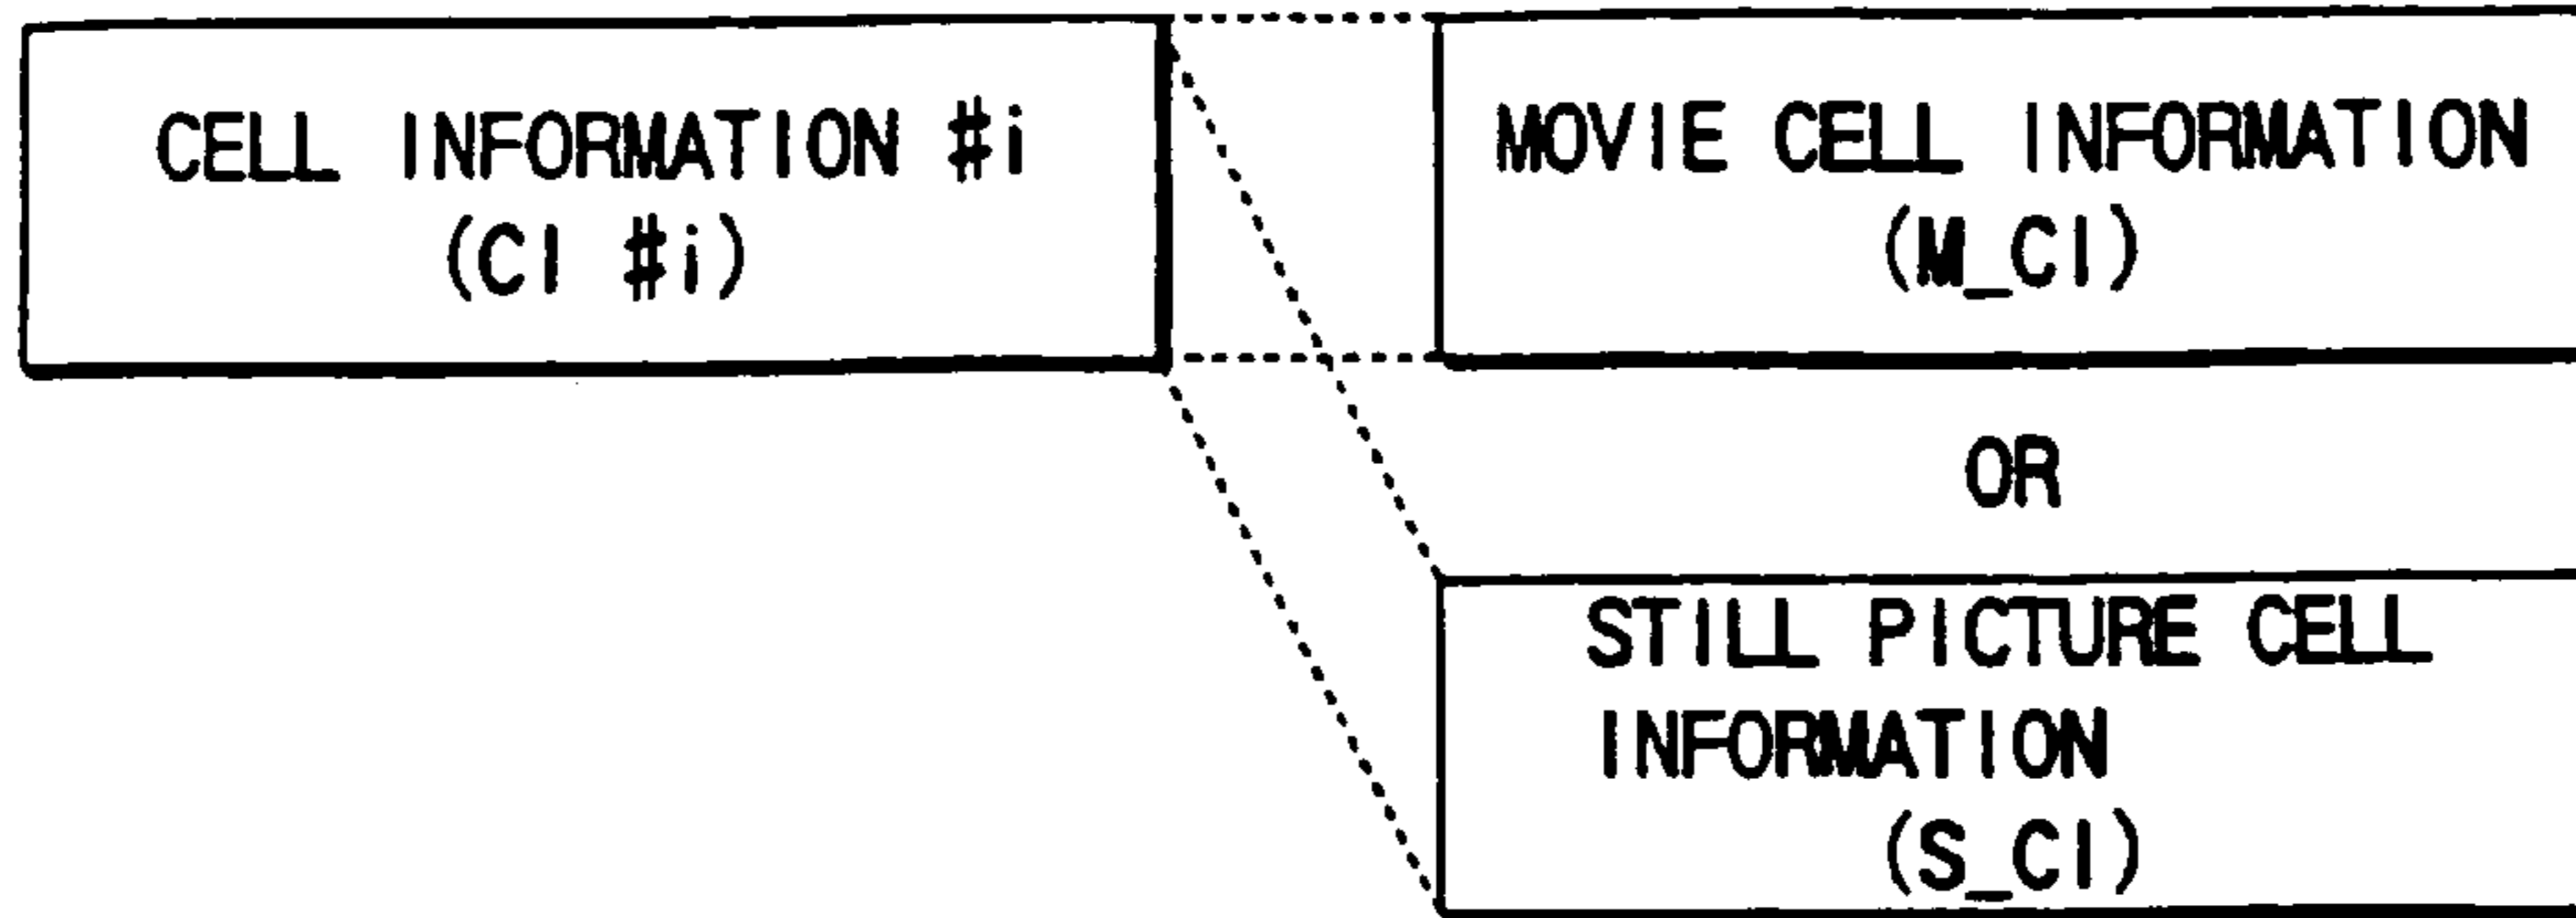 CELL INFORMATION #i
(CI #i)
MOVIE CELL INFORMATION
(M_CI)
OR
STILL PICTURE CELL
INFORMATION
(S_CI)